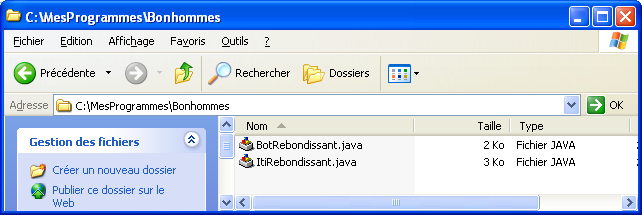 C:\MesProgrammes\Bonhommes
Fichier Edition Affichage Favoris Outils ?
Précédente Rechercher Dossiers
Adresse C:\MesProgrammes\Bonhommes OK
Gestion des fichiers
Créer un nouveau dossier
Publier ce dossier sur le
Web
Nom Taille Type
BotRebondissant.java 2 Ko Fichier JAVA
ItiRebondissant.java 3 Ko Fichier JAVA